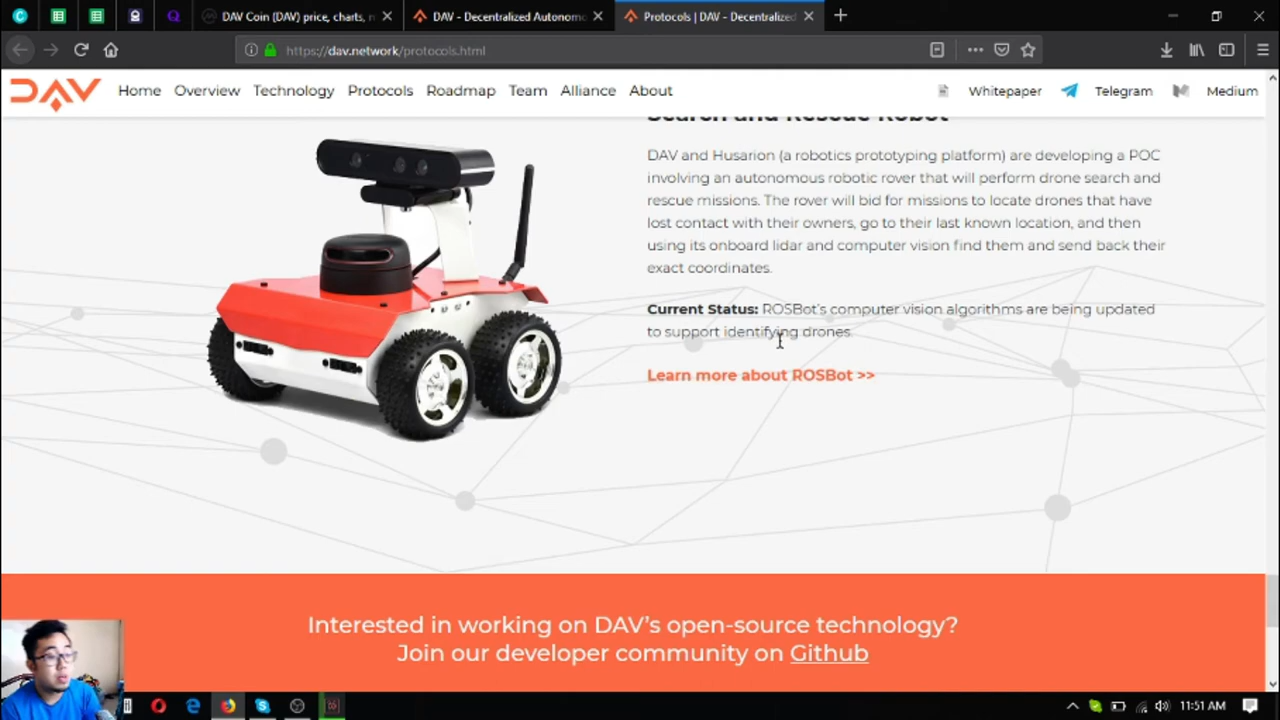 DAV Coin (DAV) price, charts,
DAV - Decentralized Autonom
Protocols | DAV - Decentralized
https://dav.network/protocols.html
DAV
Home Overview Technology Protocols Roadmap Team Alliance About Whitepaper Telegram Medium
Search and Rescue Robot
DAV and Husarion (a robotics prototyping platform) are developing a POC
involving an autonomous robotic rover that will perform drone search and
rescue missions. The rover will bid for missions to locate drones that have
lost contact with their owners, go to their last known location, and then
using its onboard lidar and computer vision find them and send back their
exact coordinates.
Current Status: ROSBot's computer vision algorithms are being updated
to support identifying drones.
Learn more about ROSBot >>
Interested in working on DAV's open-source technology?
Join our developer community on Github
11:51 AM